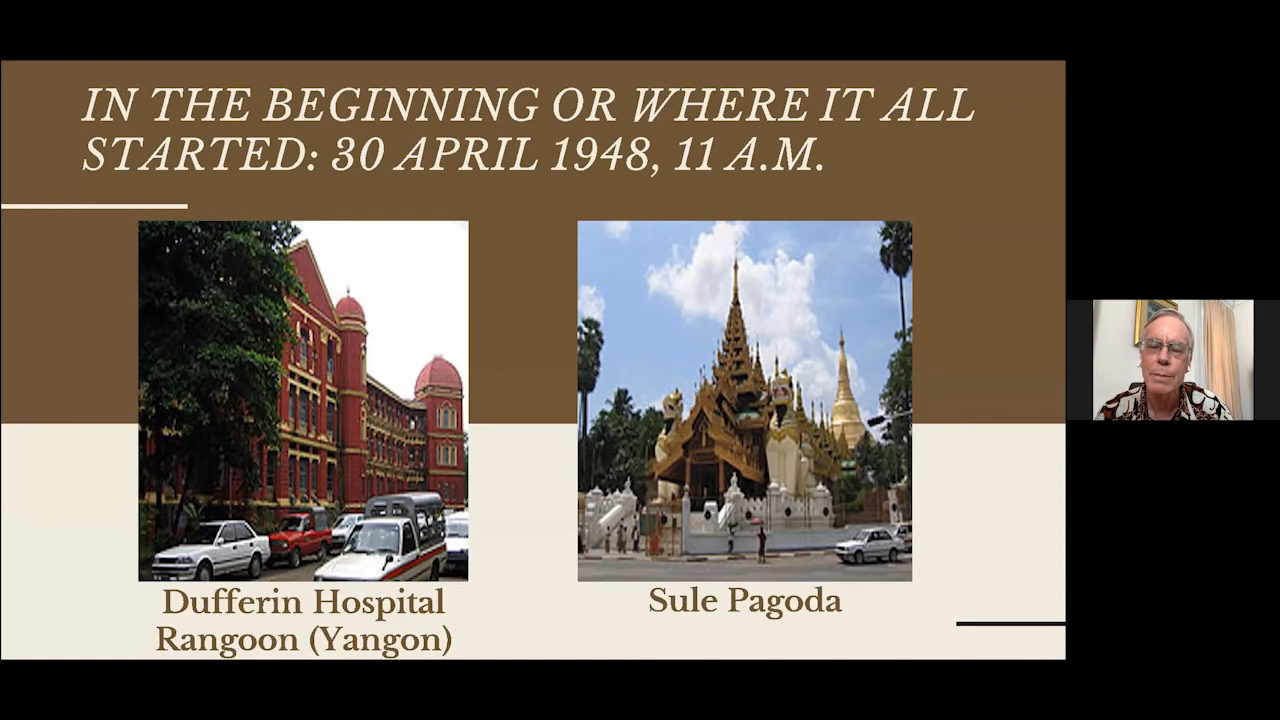 IN THE BEGINNING OR WHERE IT ALL
STARTED: 30 APRIL 1948, 11 A.M.
Dufferin Hospital
Rangoon (Yangon)
Sule Pagoda